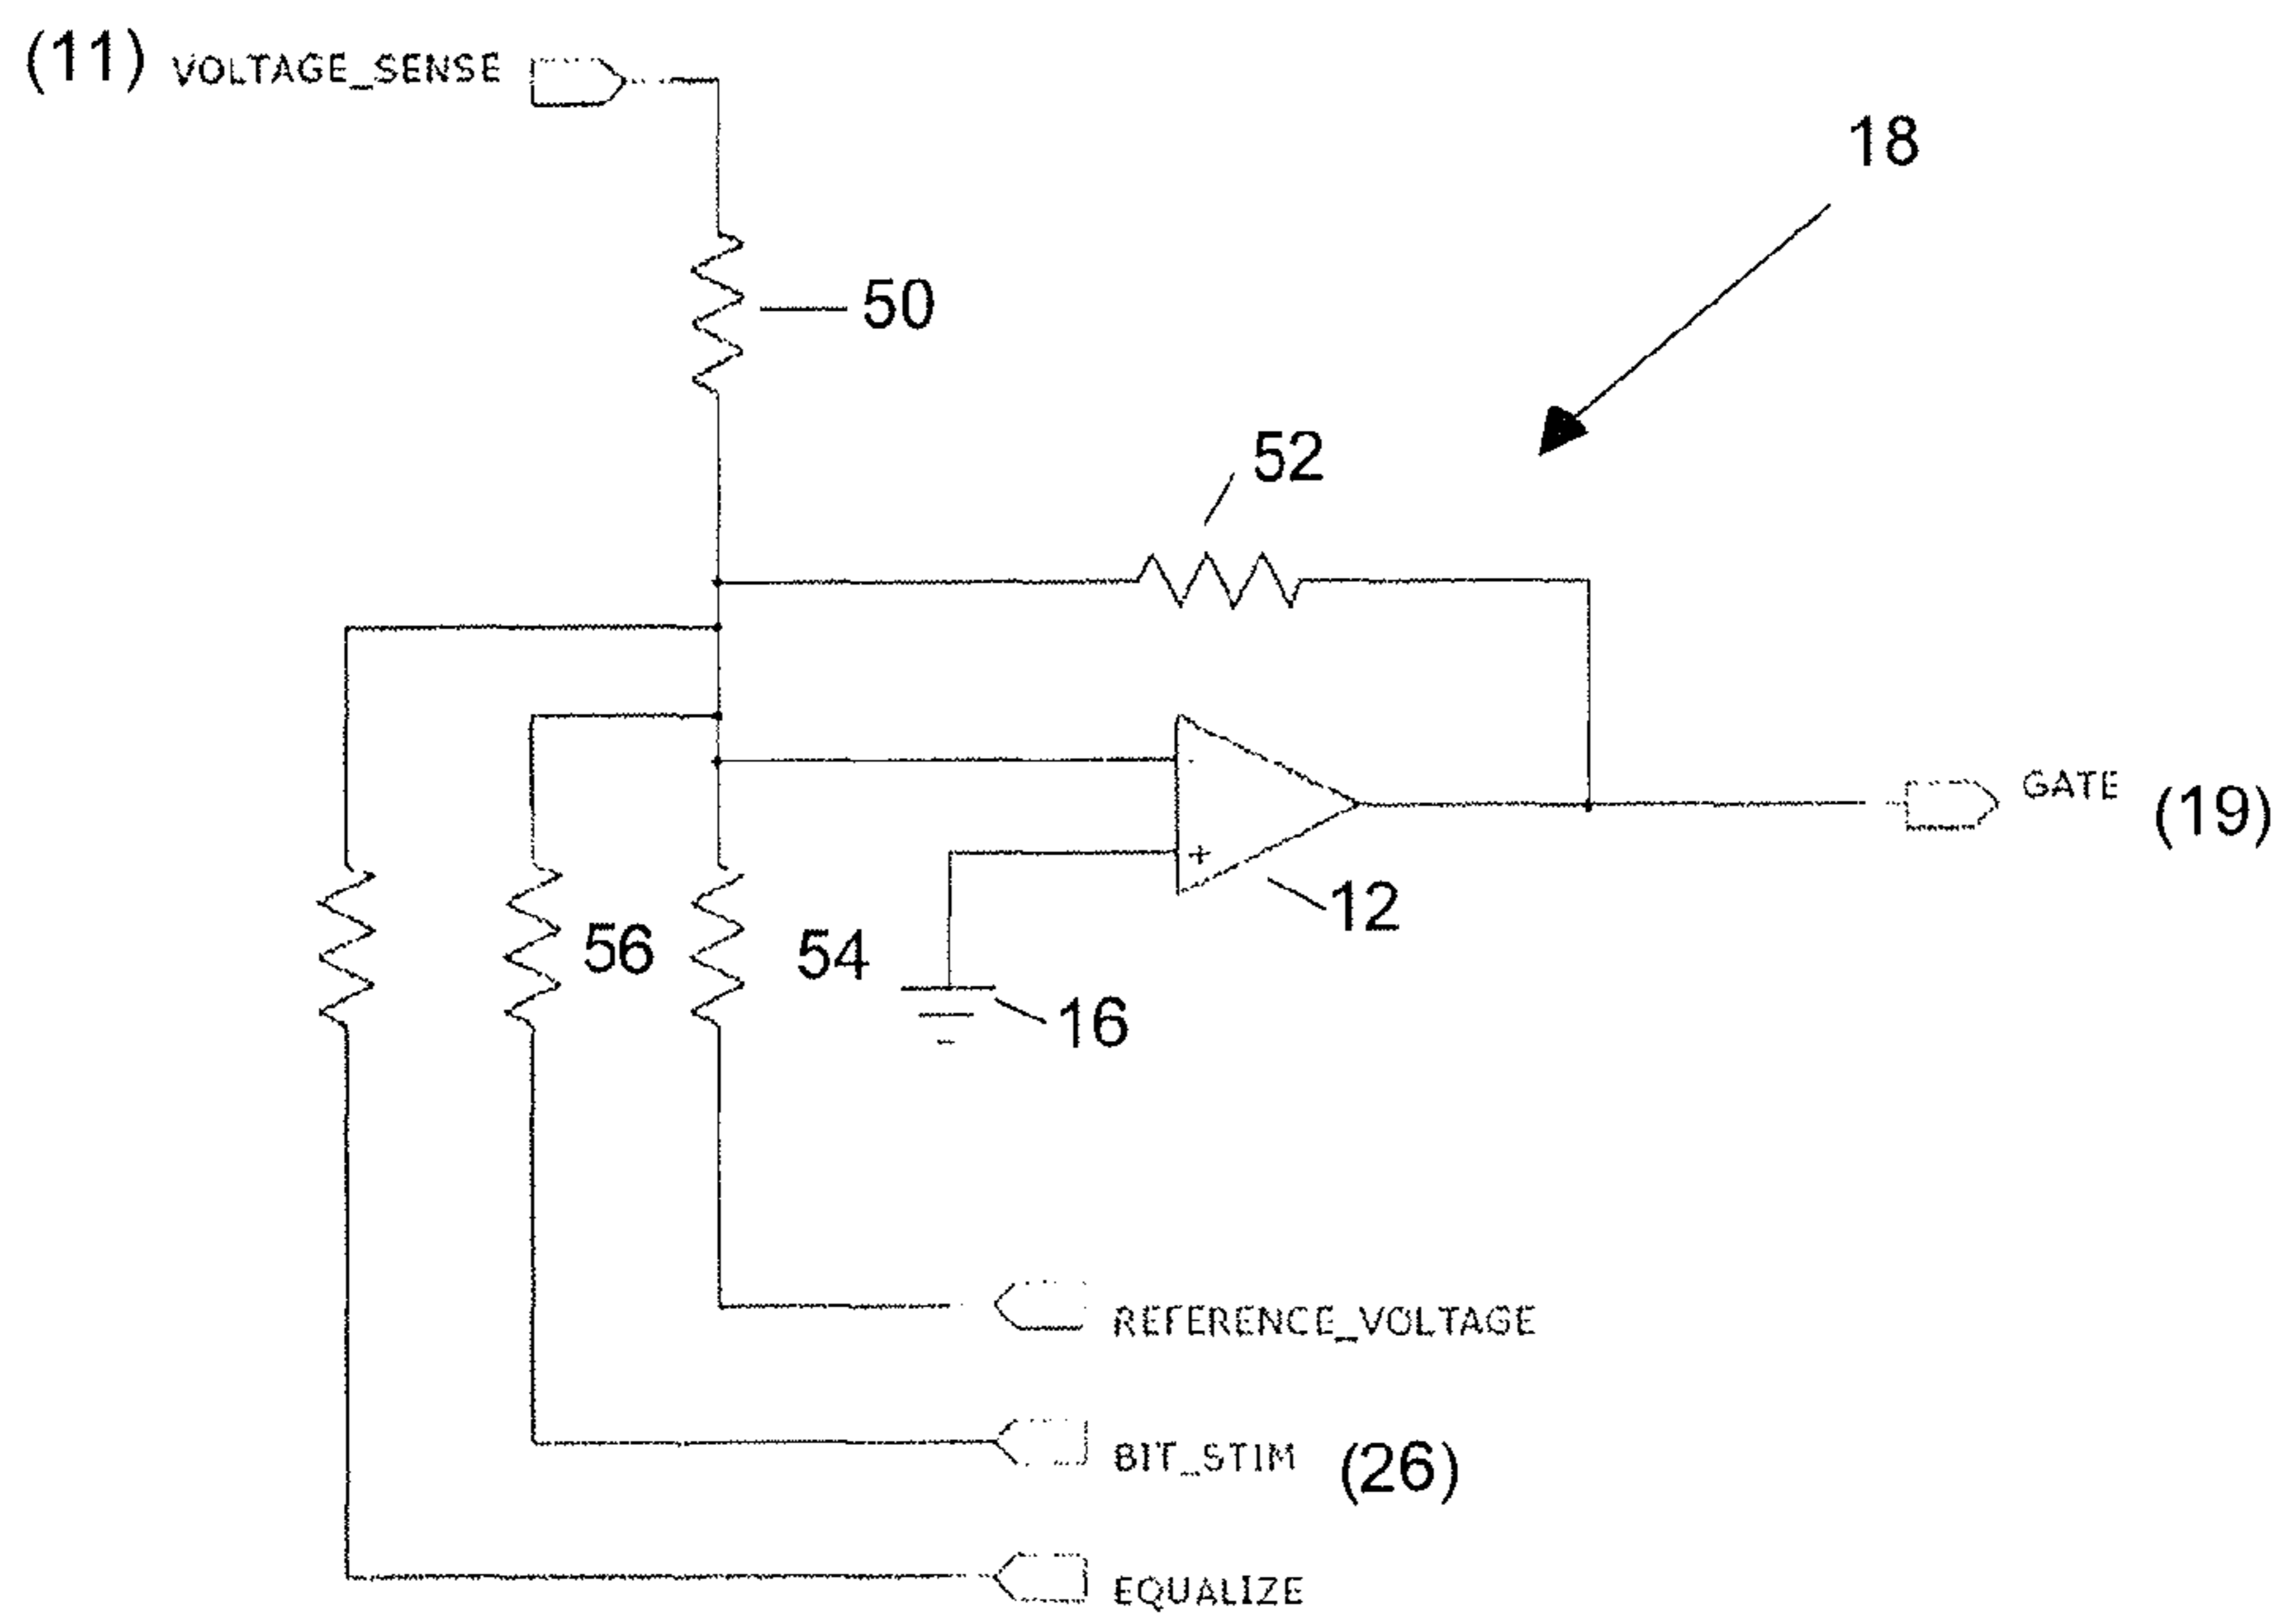 (11) VOLTAGE_SENSE
18
50
52
-
GATE (19)
+
12
56
54
16
REFERENCE_VOLTAGE
BIT_STIM (26)
EQUALIZE